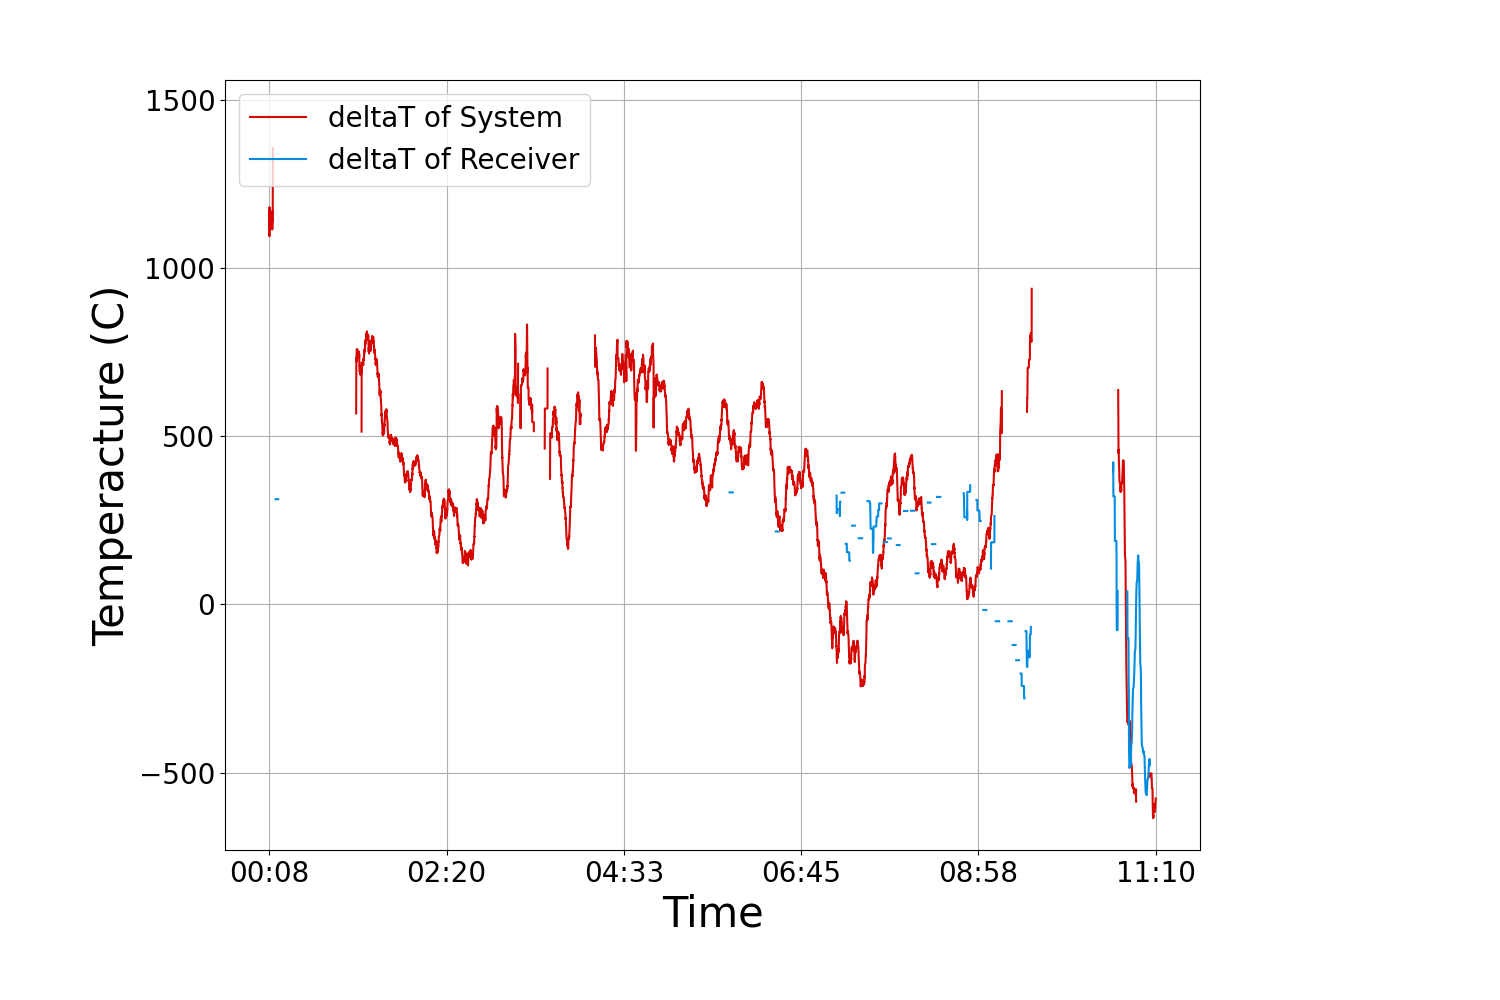 1500
1000
500
0
−500
Temperacture (C)
deltaT of System
deltaT of Receiver
00:08 02:20 04:33 06:45 08:58 11:10
Time